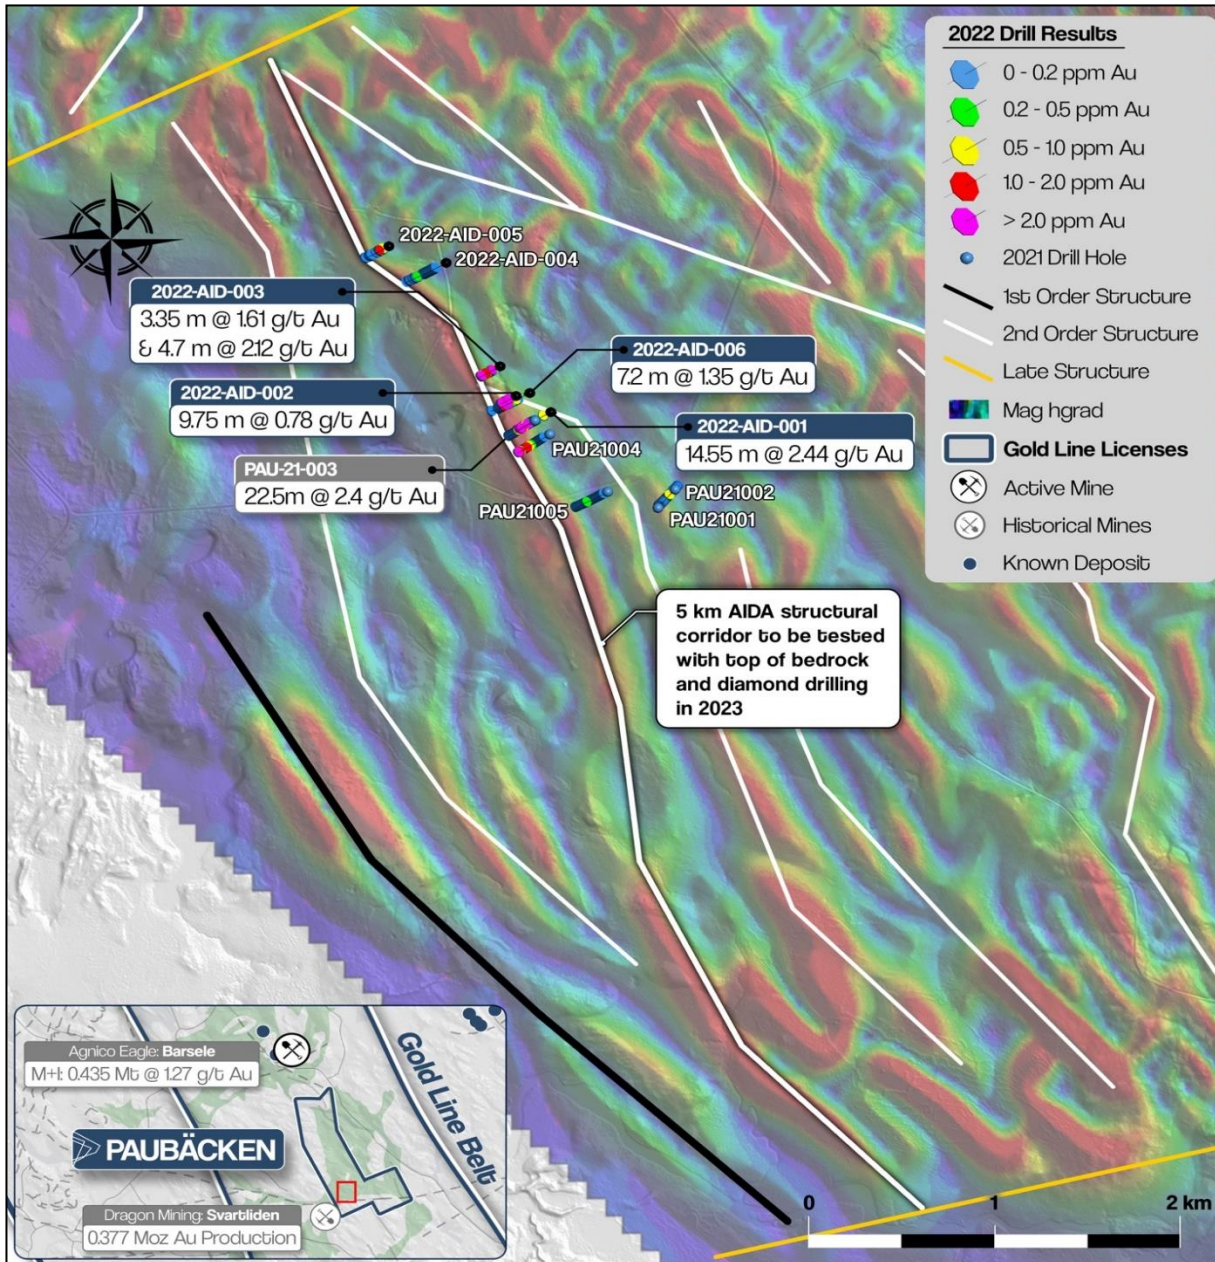 2022 Drill Results
0 - 0.2 ppm Au
0.2 - 0.5 ppm Au
0.5 - 1.0 ppm Au
1.0 - 2.0 ppm Au
> 2.0 ppm Au
2021 Drill Hole
1st Order Structure
2nd Order Structure
Late Structure
Mag hgrad
Gold Line Licenses
Active Mine
Historical Mines
Known Deposit
2022-AID-005
2022-AID-004
2022-AID-003
3.35 m @ 1.61 g/t Au
& 4.7 m @ 2.12 g/t Au
2022-AID-006
7.2 m @ 1.35 g/t Au
2022-AID-002
9.75 m @ 0.78 g/t Au
2022-AID-001
14.55 m @ 2.44 g/t Au
PAU21004
PAU-21-003
22.5m @ 2.4 g/t Au
PAU21002
PAU21005
PAU21001
5 km AIDA structural
corridor to be tested
with top of bedrock
and diamond drilling
in 2023
Agnico Eagle: Barsele
M+I: 0.435 Mt @ 1.27 g/t Au
Gold Line Belt
PAUBÄCKEN
Dragon Mining: Svartliden
0.377 Moz Au Production
0 1 2 km